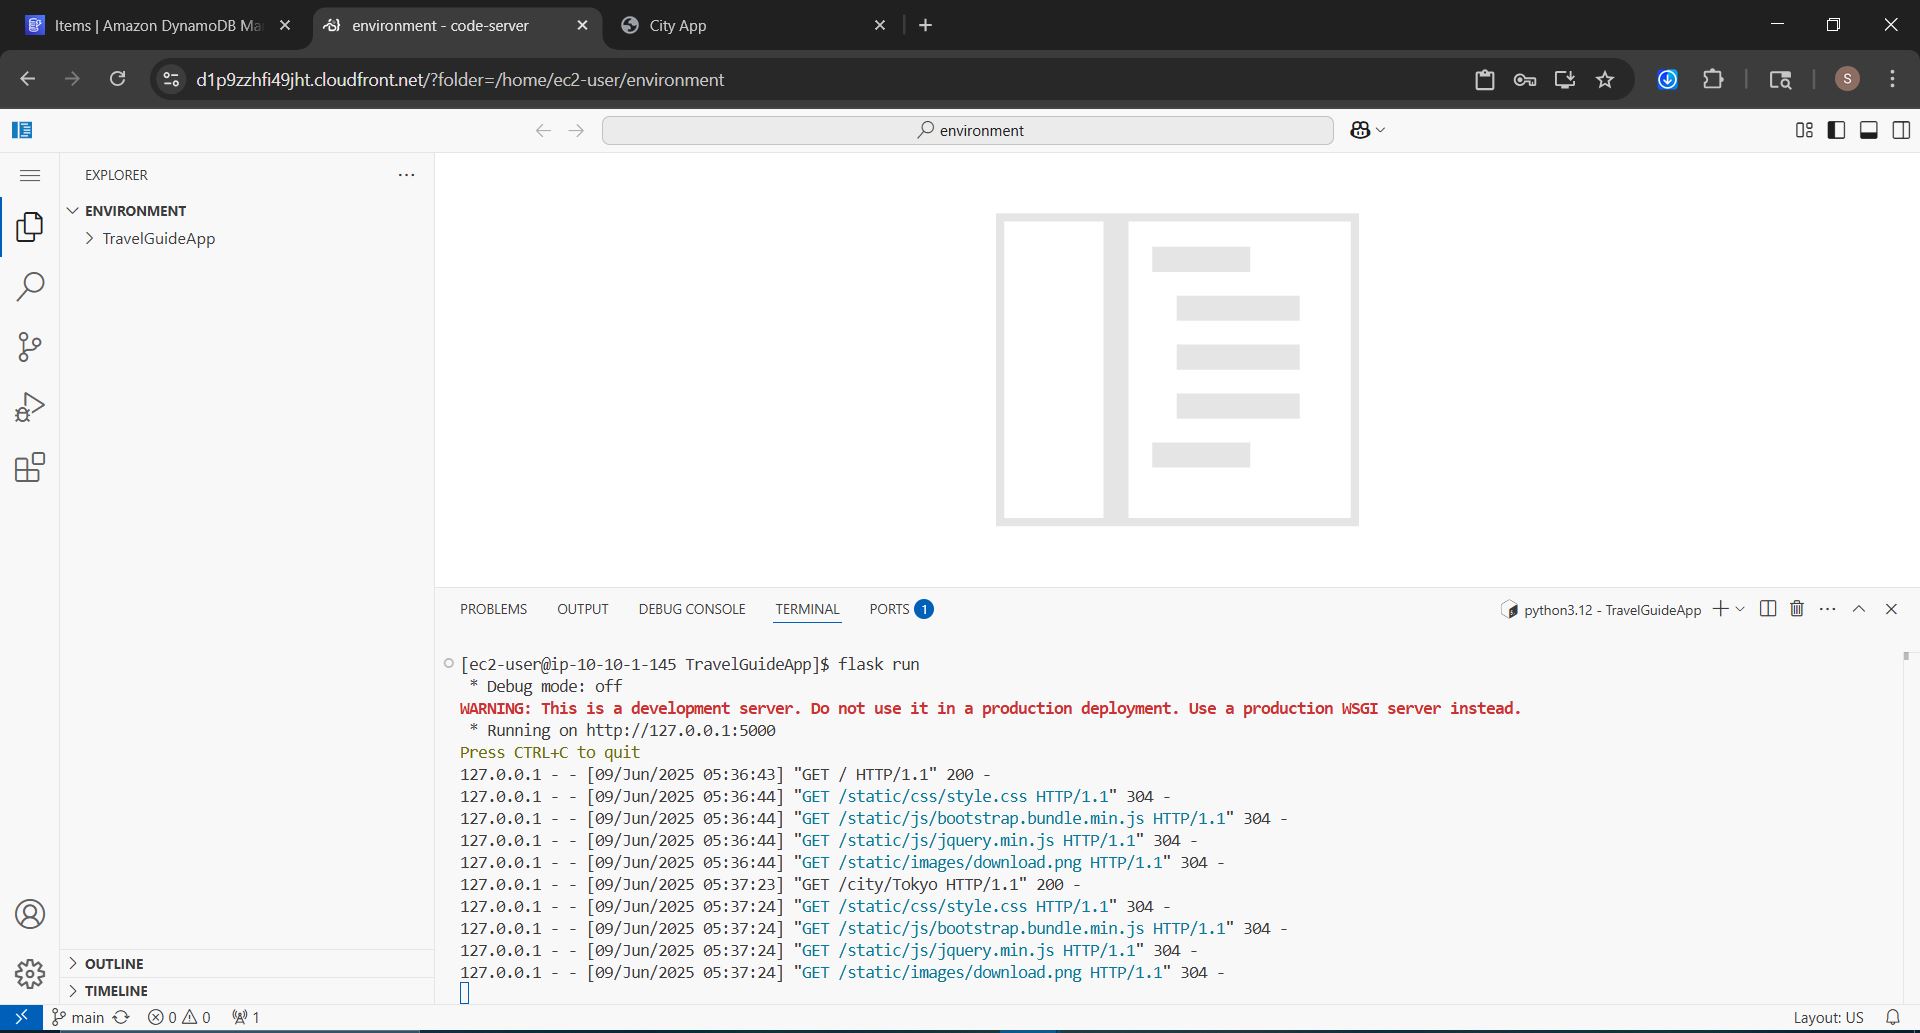 Items | Amazon DynamoDB Ma
environment - code-server
City App
d1p9zzhfi49jht.cloudfront.net/?folder=/home/ec2-user/environment
S
environment
EXPLORER
ENVIRONMENT
TravelGuideApp
PROBLEMS
OUTPUT
DEBUG CONSOLE
TERMINAL
PORTS 1
python3.12 - TravelGuideApp
[ec2-user@ip-10-10-1-145 TravelGuideApp]$ flask run
* Debug mode: off
WARNING: This is a development server. Do not use it in a production deployment. Use a production WSGI server instead.
* Running on http://127.0.0.1:5000
Press CTRL+C to quit
127.0.0.1 - - [09/Jun/2025 05:36:43] "GET / HTTP/1.1" 200 -
127.0.0.1 - - [09/Jun/2025 05:36:44] "GET /static/css/style.css HTTP/1.1" 304 -
127.0.0.1 - - [09/Jun/2025 05:36:44] "GET /static/js/bootstrap.bundle.min.js HTTP/1.1" 304 -
127.0.0.1 - - [09/Jun/2025 05:36:44] "GET /static/js/jquery.min.js HTTP/1.1" 304 -
127.0.0.1 - - [09/Jun/2025 05:36:44] "GET /static/images/download.png HTTP/1.1" 304 -
127.0.0.1 - - [09/Jun/2025 05:37:23] "GET /city/Tokyo HTTP/1.1" 200 -
127.0.0.1 - - [09/Jun/2025 05:37:24] "GET /static/css/style.css HTTP/1.1" 304 -
127.0.0.1 - - [09/Jun/2025 05:37:24] "GET /static/js/bootstrap.bundle.min.js HTTP/1.1" 304 -
127.0.0.1 - - [09/Jun/2025 05:37:24] "GET /static/js/jquery.min.js HTTP/1.1" 304 -
127.0.0.1 - - [09/Jun/2025 05:37:24] "GET /static/images/download.png HTTP/1.1" 304 -
OUTLINE
TIMELINE
main
0
0
1
Layout: US